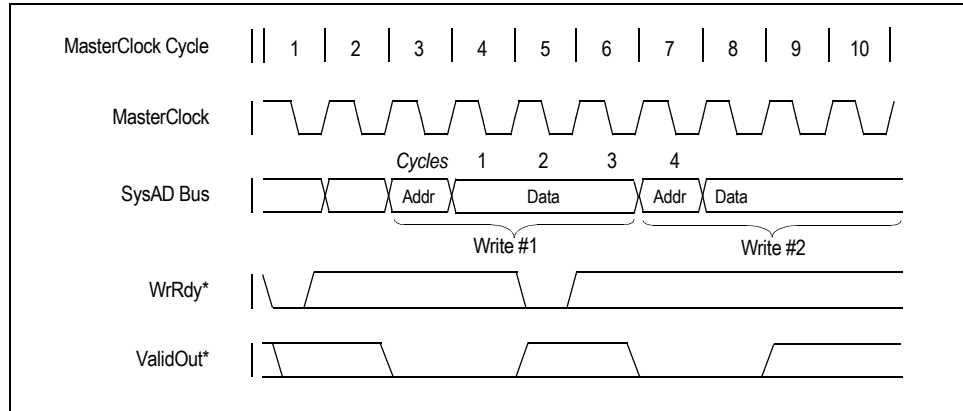 MasterClock Cycle 1 2 3 4 5 6 7 8 9 10
MasterClock
Cycles 1 2 3 4
SysAD Bus Addr Data Addr Data
Write #1 Write #2
WrRdy*
ValidOut*